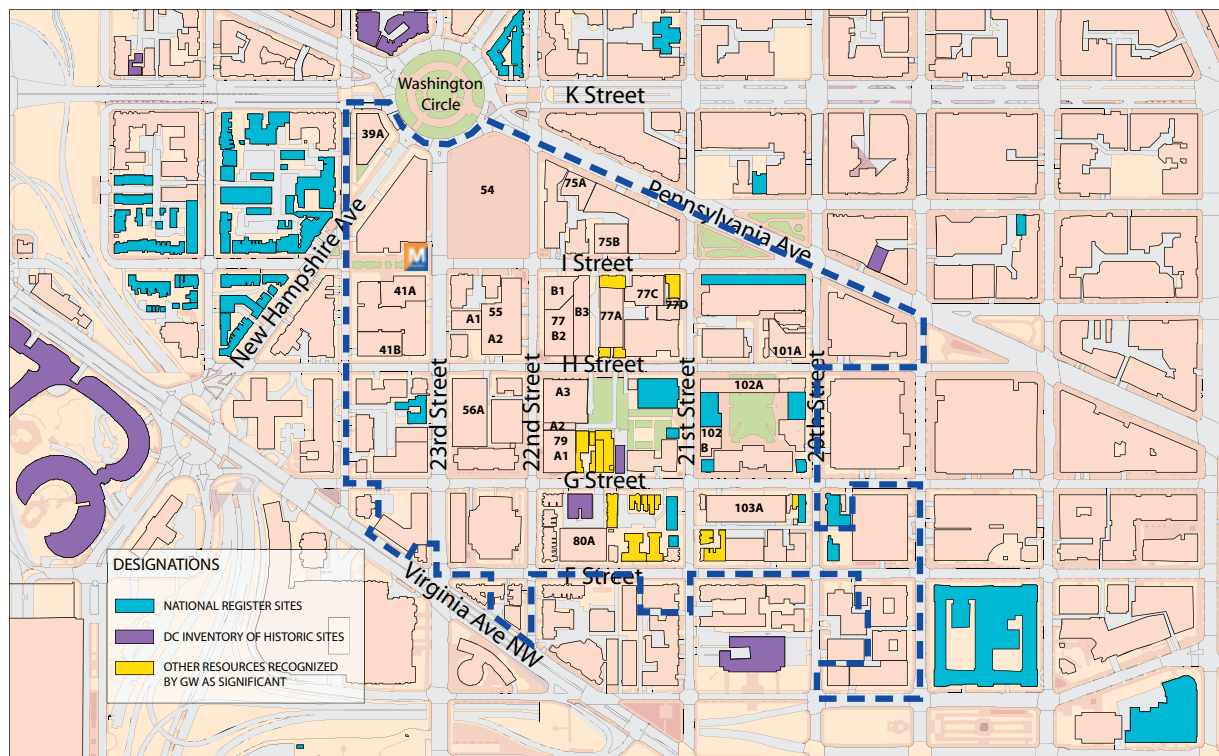 Washington
Circle
K Street
39A
54
75A
Pennsylvania Ave
75B
New Hampshire Ave
M
I Street
41A
B1
77C
77D
A1
55
B3
77
77A
A2
B2
41B
101A
H Street
23rd Street
22nd Street
21st Street
20th Street
102A
A3
56A
A2
79
A1
102
B
G Street
103A
80A
F Street
Virginia Ave NW
DESIGNATIONS
NATIONAL REGISTER SITES
DC INVENTORY OF HISTORIC SITES
OTHER RESOURCES RECOGNIZED
BY GW AS SIGNIFICANT